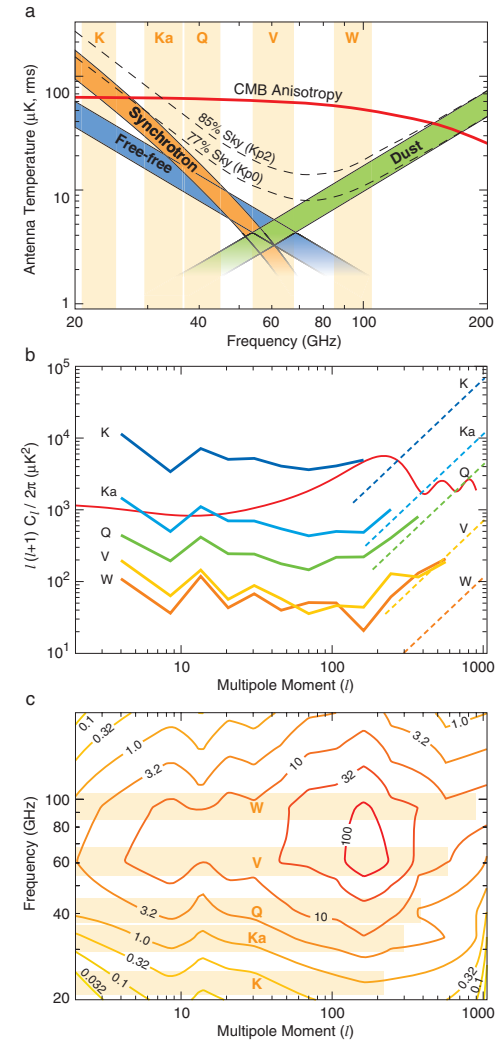 a
K Ka Q V W
CMB Anisotropy
85% Sky (Kp2)
77% Sky (Kp0)
Synchrotron
Free-free
Dust
100
10
1
Antenna Temperature (μK, rms)
20 40 60 80 100 200
Frequency (GHz)
b
10^5
10^4
10^3
10^2
10^1
l (l+1) C_l / 2π (μK²)
K
Ka
Q
V
W
K
Ka
Q
V
W
10 100 1000
Multipole Moment (l)
c
0.1
0.32
1.0
3.2
10
32
100
1.0
3.2
W
V
Q
Ka
K
3.2
1.0
0.32
0.1
0.032
10
0.32
0.1
100
80
60
40
20
Frequency (GHz)
10 100 1000
Multipole Moment (l)